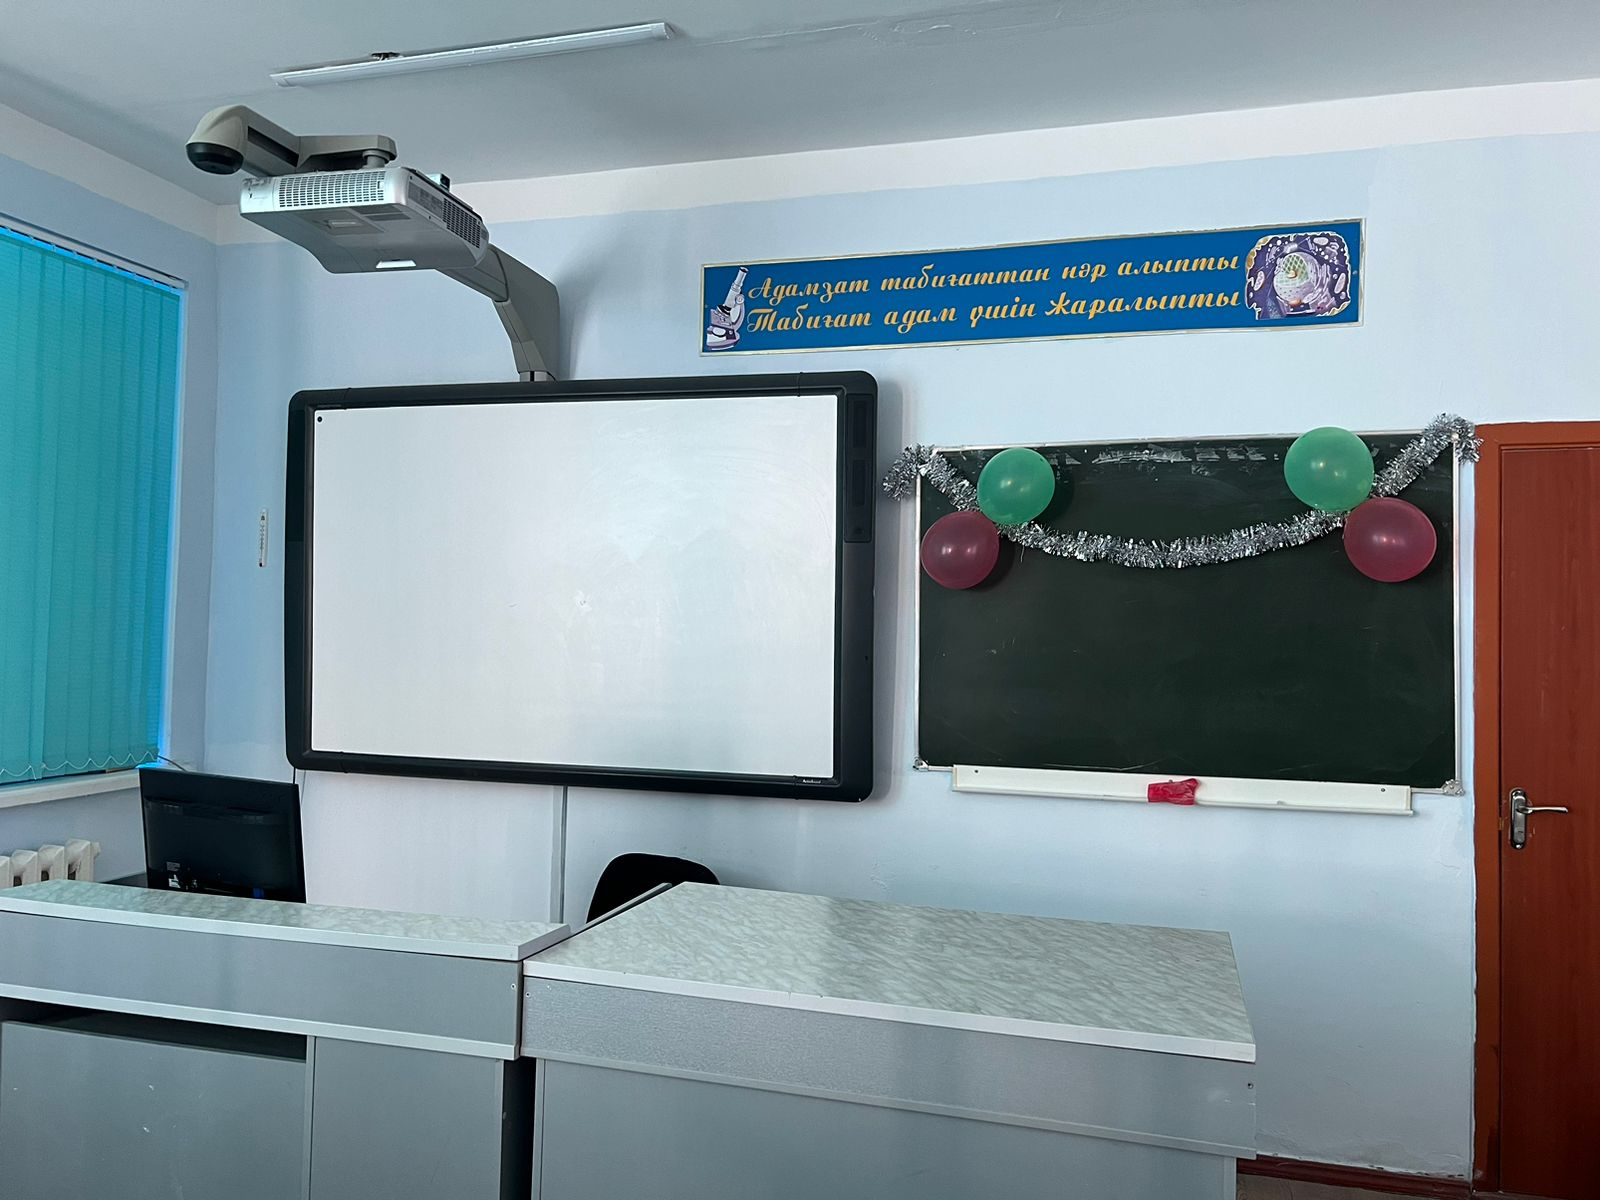 Адамзат табиғаттан нәр алыпты
Табиғат адам үшін жаралыпты